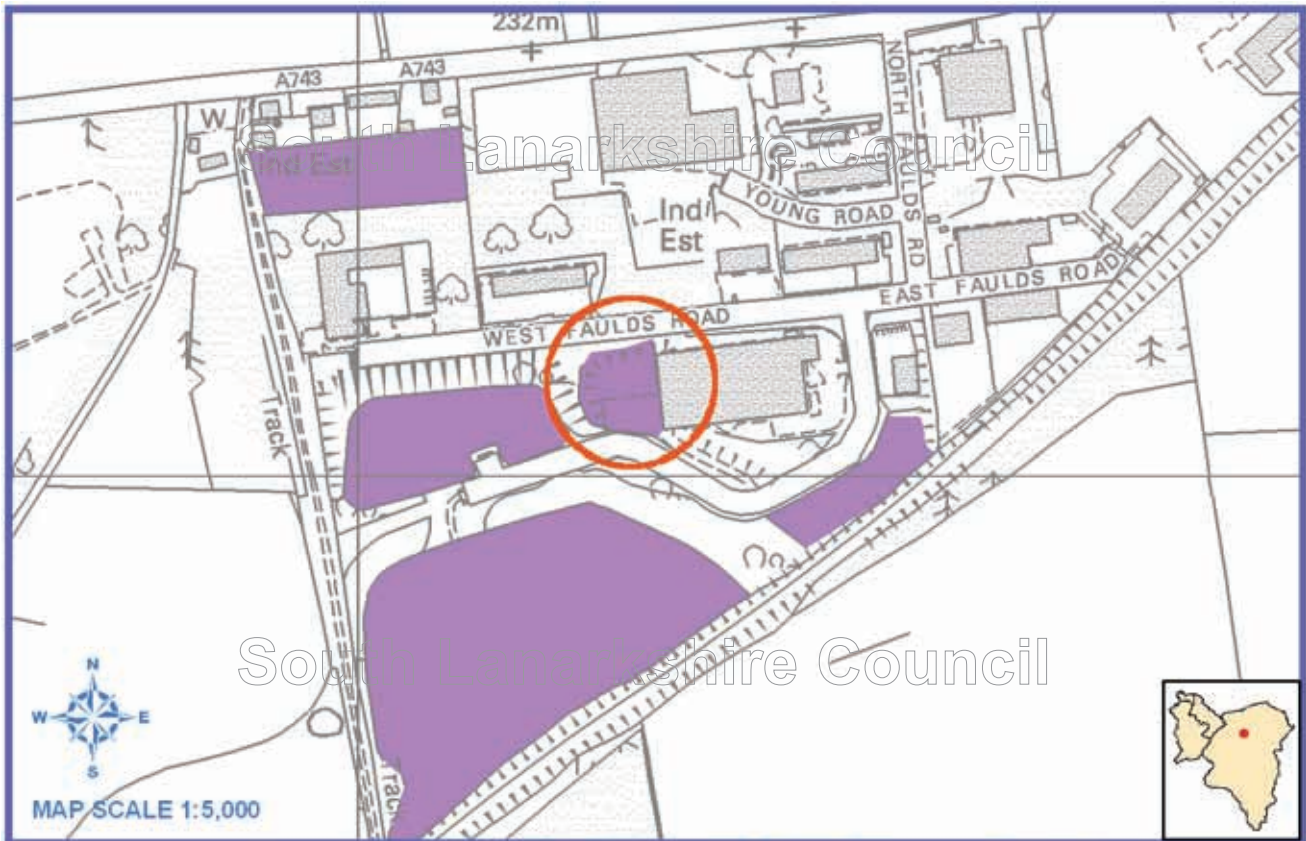 232m
A743
A743
W
NORTH FAULDS RD
South Lanarkshire Council
Ind Est
YOUNG ROAD
Ind
Est
EAST FAULDS ROAD
WEST FAULDS ROAD
Track
South Lanarkshire Council
N
W E
S
Track
MAP SCALE 1:5,000